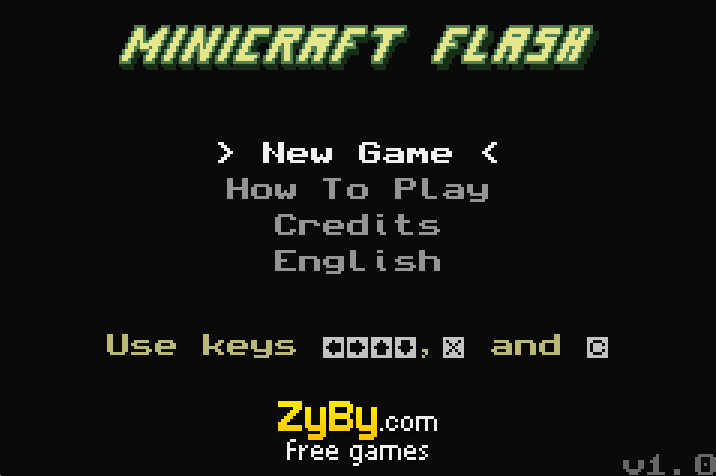 MINICRAFT FLASH
> New Game <
How To Play
Credits
English
Use keys ←→↑↓, X and C
ZyBy.com
free games
v1.0